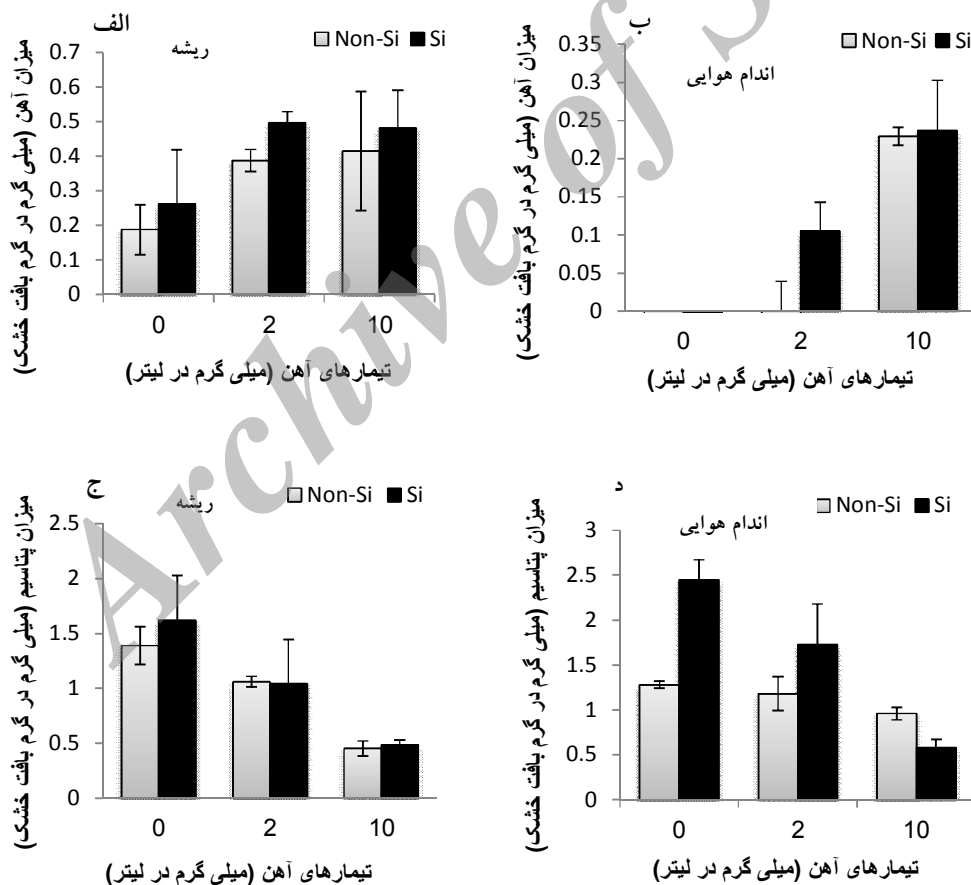 الف
ریشه
Non-Si Si
0.7
0.6
0.5
0.4
0.3
0.2
0.1
0
میزان آهن (میلی گرم در گرم بافت خشک)
0 2 10
تیمارهای آهن (میلی گرم در لیتر)
ب
اندام هوایی
Non-Si Si
0.35
0.3
0.25
0.2
0.15
0.1
0.05
0
میزان آهن (میلی گرم در گرم بافت خشک)
0 2 10
تیمارهای آهن (میلی گرم در لیتر)
ج
ریشه
Non-Si Si
2.5
2
1.5
1
0.5
0
میزان پتاسیم (میلی گرم در گرم بافت خشک)
0 2 10
تیمارهای آهن (میلی گرم در لیتر)
د
اندام هوایی
Non-Si Si
3
2.5
2
1.5
1
0.5
0
میزان پتاسیم (میلی گرم در گرم بافت خشک)
0 2 10
تیمارهای آهن (میلی گرم در لیتر)
Archive of S